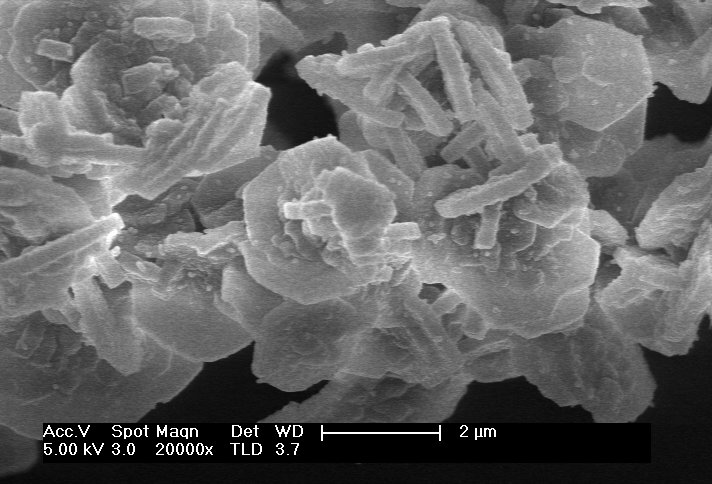 Acc.V Spot Magn Det WD 2 µm
5.00 kV 3.0 20000x TLD 3.7